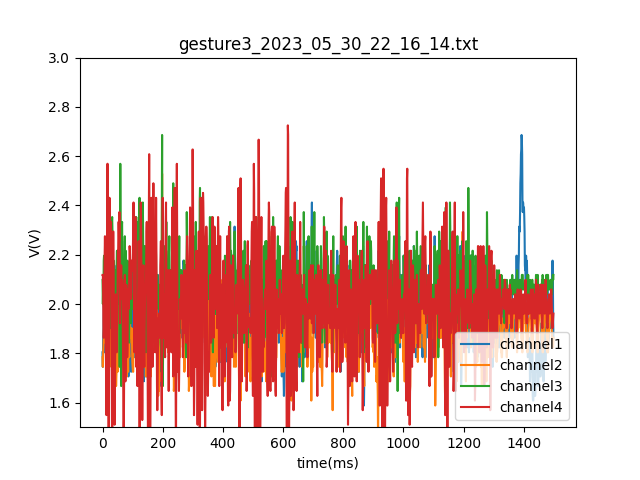 gesture3_2023_05_30_22_16_14.txt
3.0
2.8
2.6
2.4
2.2
2.0
1.8
1.6
V(V)
0 200 400 600 800 1000 1200 1400
time(ms)
channel1
channel2
channel3
channel4